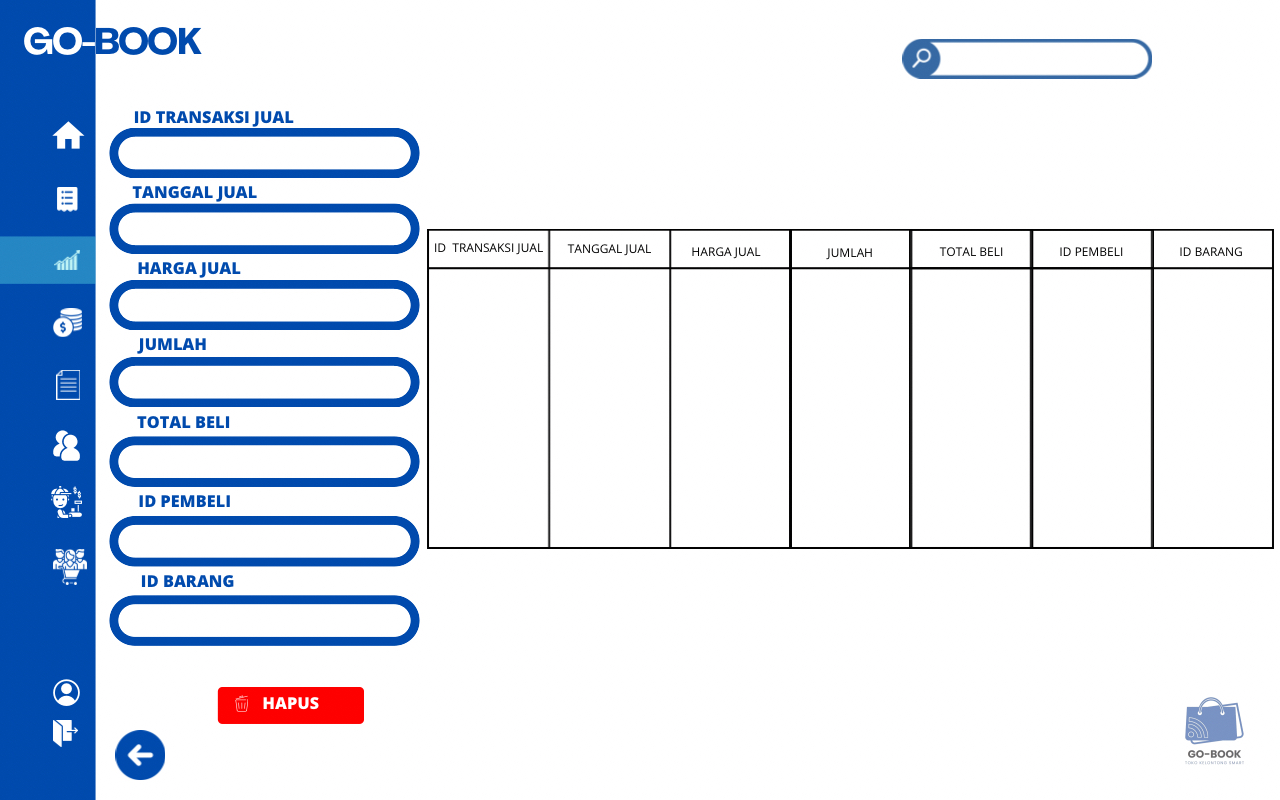 GO-BOOK
ID TRANSAKSI JUAL
TANGGAL JUAL
HARGA JUAL
JUMLAH
TOTAL BELI
ID PEMBELI
ID BARANG
ID TRANSAKSI JUAL TANGGAL JUAL HARGA JUAL JUMLAH TOTAL BELI ID PEMBELI ID BARANG
HAPUS
GO-BOOK
TOKO KELONTONG SMART